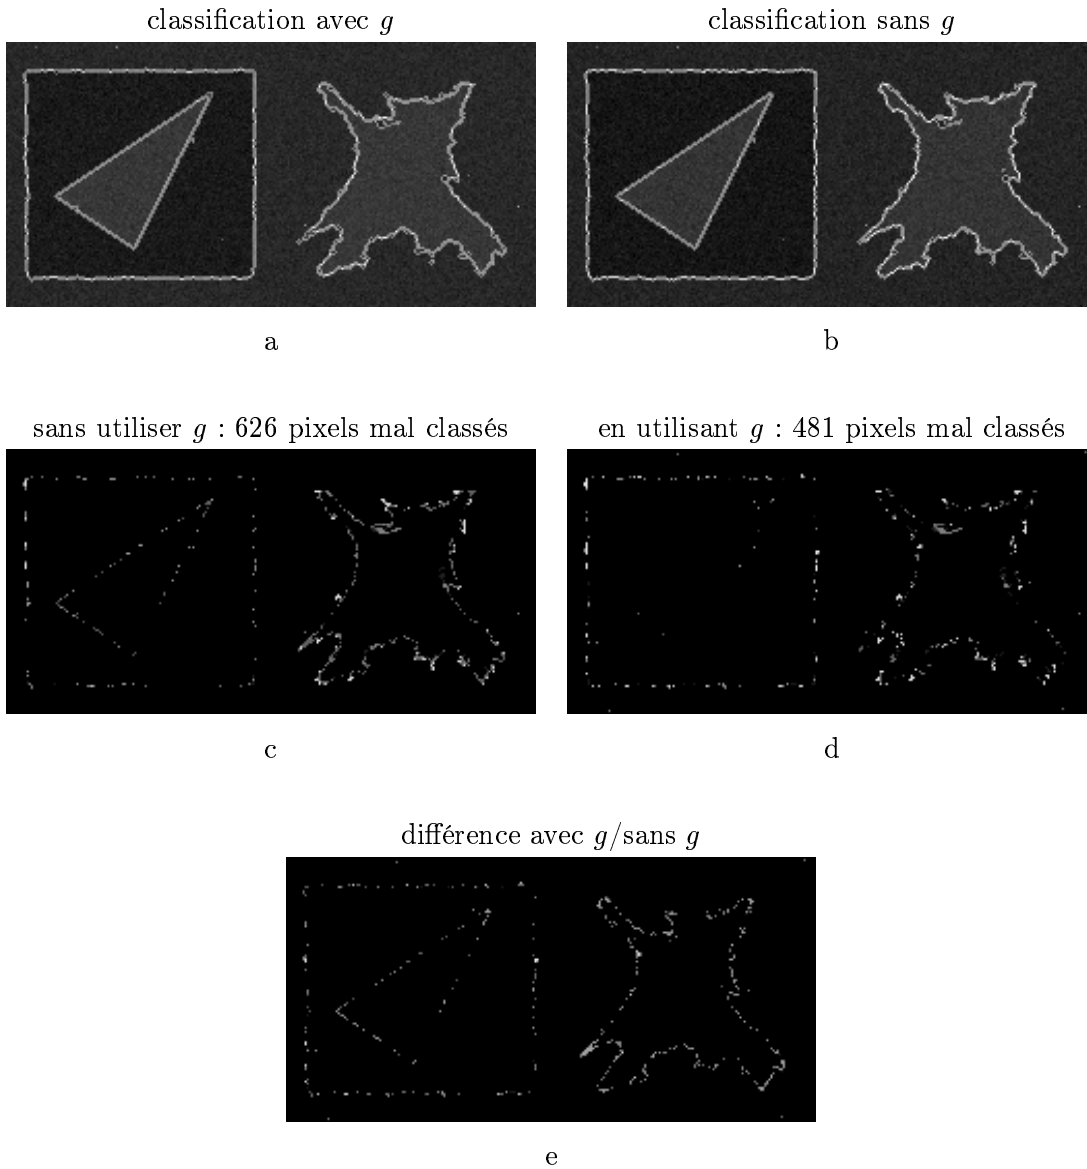 classification avec g
classification sans g
a
b
sans utiliser g : 626 pixels mal classés
en utilisant g : 481 pixels mal classés
c
d
différence avec g/sans g
e